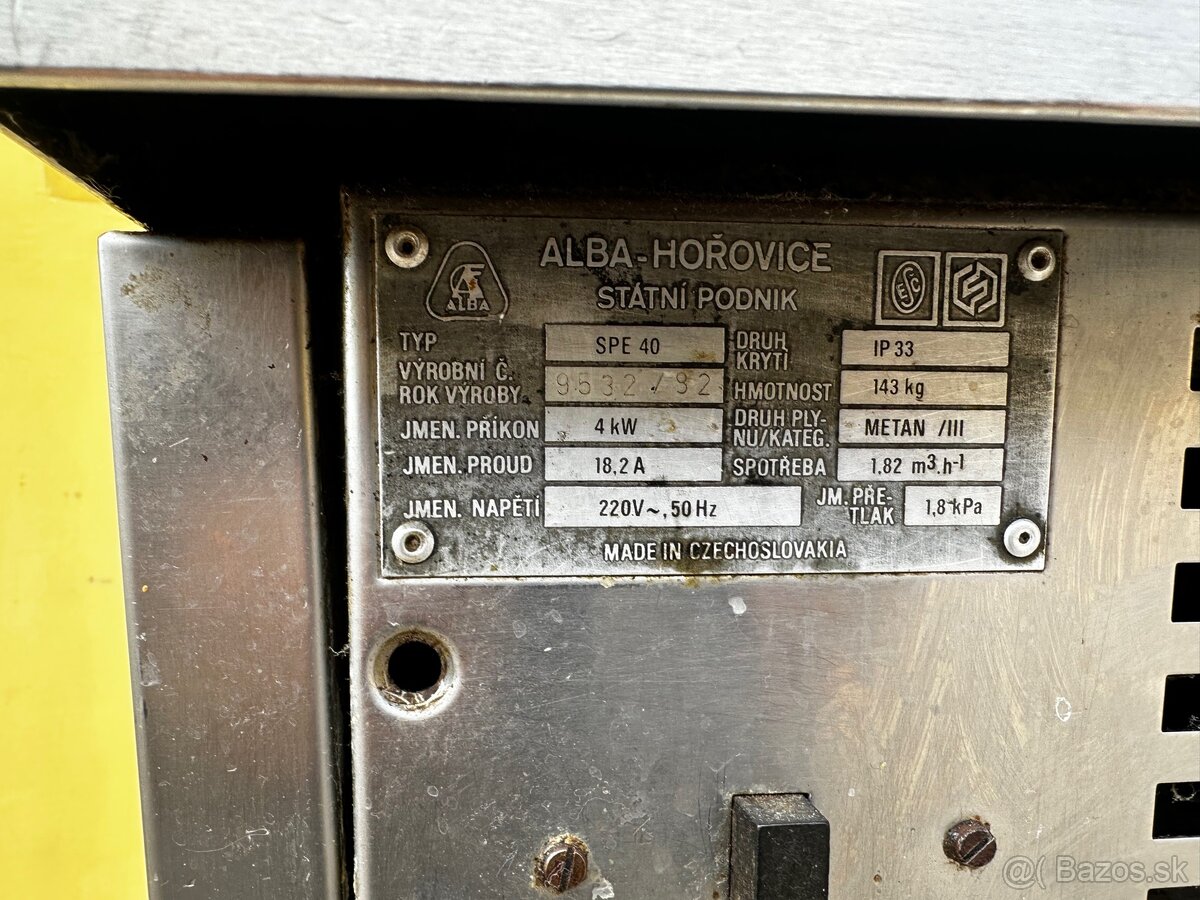 ALBA-HOŘOVICE
STÁTNÍ PODNIK
ALBA
ESČ
TYP SPE 40
VÝROBNÍ Č.
ROK VÝROBY 9532/92
JMEN. PŘÍKON 4 kW
JMEN. PROUD 18,2 A
JMEN. NAPĚTÍ 220V~, 50 Hz
DRUH
KRYTÍ IP 33
HMOTNOST 143 kg
DRUH PLY-
NU/KATEG. METAN /III
SPOTŘEBA 1,82 m³.h⁻¹
JM. PŘE-
TLAK 1,8 kPa
MADE IN CZECHOSLOVAKIA
@( Bazos.sk